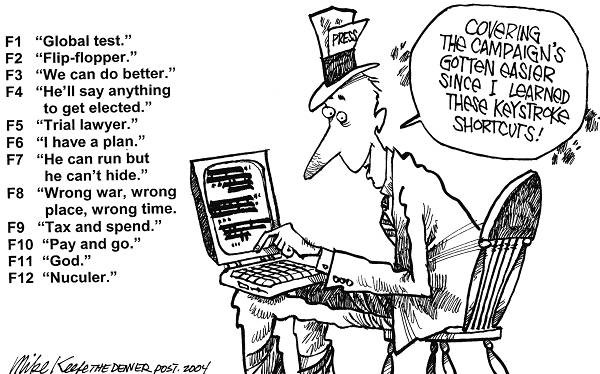 F1 "Global test."
F2 "Flip-flopper."
F3 "We can do better."
F4 "He'll say anything
to get elected."
F5 "Trial lawyer."
F6 "I have a plan."
F7 "He can run but
he can't hide."
F8 "Wrong war, wrong
place, wrong time.
F9 "Tax and spend."
F10 "Pay and go."
F11 "God."
F12 "Nuculer."
PRESS
COVERING
THE CAMPAIGN'S
GOTTEN EASIER
SINCE I LEARNED
THESE KEYSTROKE
SHORTCUTS!
Mike Keefe THE DENVER POST. 2004